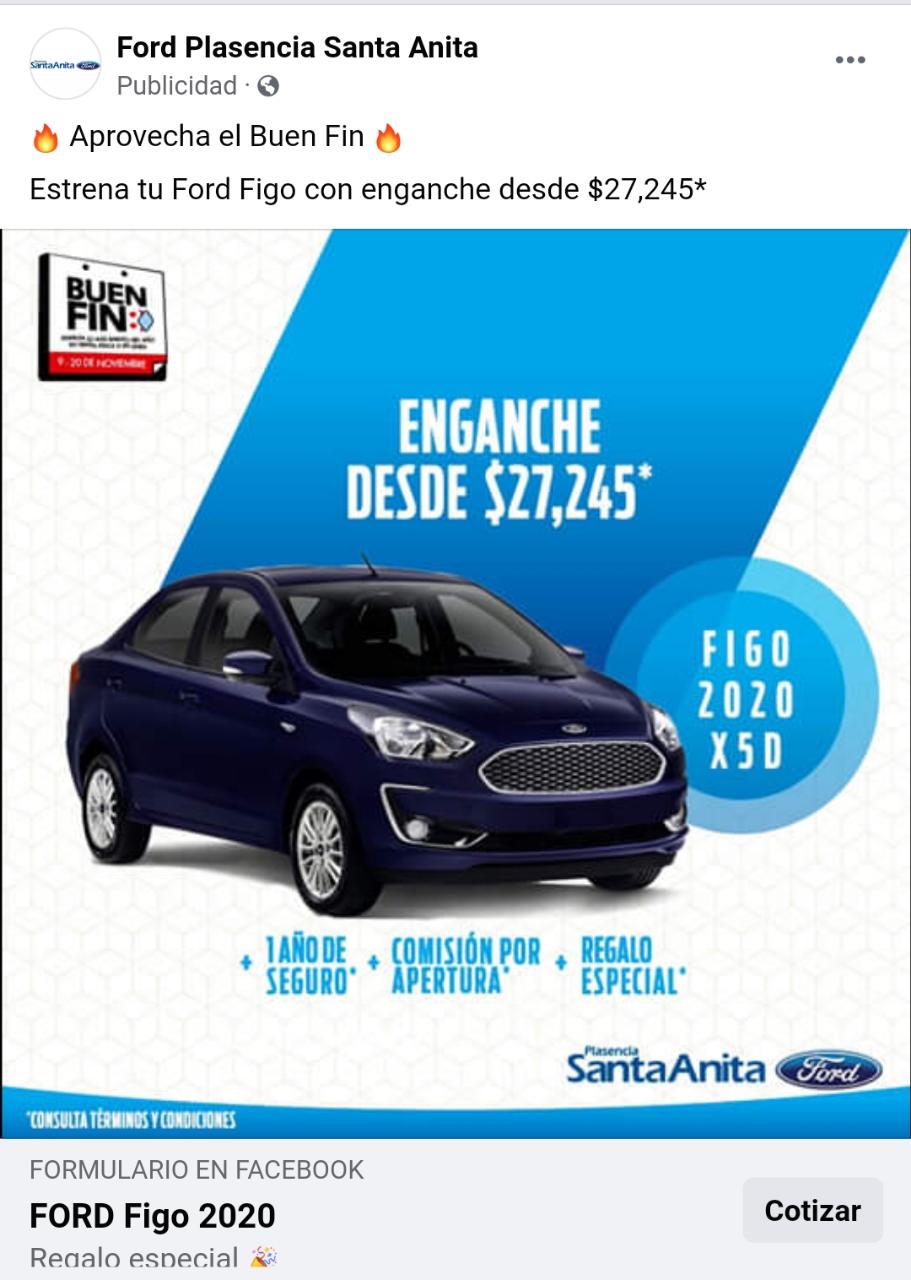 Ford Plasencia Santa Anita
Publicidad ·
🔥 Aprovecha el Buen Fin 🔥
Estrena tu Ford Figo con enganche desde $27,245*
BUEN
FIN
9 - 20 DE NOVIEMBRE
ENGANCHE
DESDE $27,245*
FIGO
2020
X5D
+ 1 AÑO DE
SEGURO*
+ COMISIÓN POR
APERTURA*
+ REGALO
ESPECIAL*
Plasencia
SantaAnita Ford
*CONSULTA TÉRMINOS Y CONDICIONES
FORMULARIO EN FACEBOOK
FORD Figo 2020
Cotizar
Regalo especial 🎉